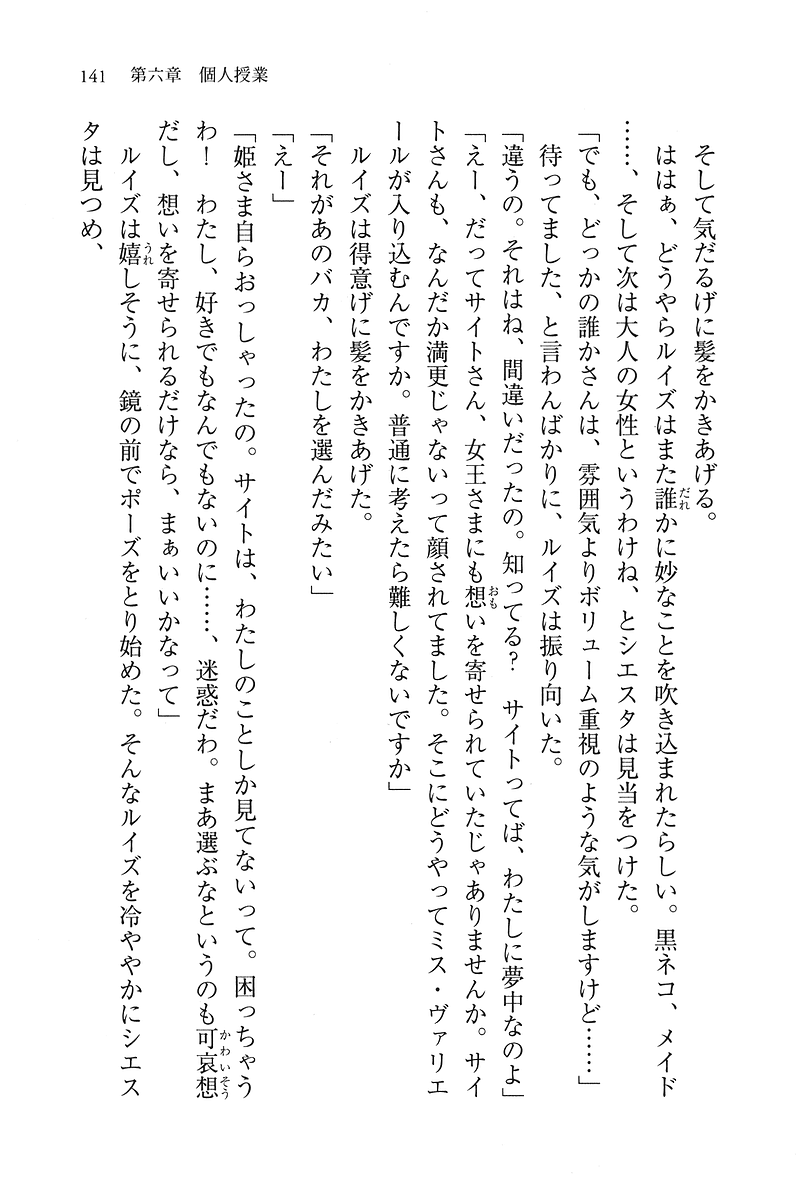 141　第六章　個人授業
そして気だるげに髪をかきあげる。
ははぁ、どうやらルイズはまた誰かに妙なことを吹き込まれたらしい。黒ネコ、メイド
……、そして次は大人の女性というわけね、とシエスタは見当をつけた。
「でも、どっかの誰かさんは、雰囲気よりボリューム重視のような気がしますけど……」
待ってました、と言わんばかりに、ルイズは振り向いた。
「違うの。それはね、間違いだったの。知ってる？　サイトってば、わたしに夢中なのよ」
「えー、だってサイトさん、女王さまにも想いを寄せられていたじゃありませんか。サイ
トさんも、なんだか満更じゃないって顔されてました。そこにどうやってミス・ヴァリエ
ールが入り込むんですか。普通に考えたら難しくないですか」
ルイズは得意げに髪をかきあげた。
「それがあのバカ、わたしを選んだみたい」
「えー」
「姫さま自らおっしゃったの。サイトは、わたしのことしか見てないって。困っちゃう
わ！　わたし、好きでもなんでもないのに……、迷惑だわ。まあ選ぶなというのも可哀想
だし、想いを寄せられるだけなら、まぁいいかなって」
ルイズは嬉しそうに、鏡の前でポーズをとり始めた。そんなルイズを冷ややかにシエス
タは見つめ、